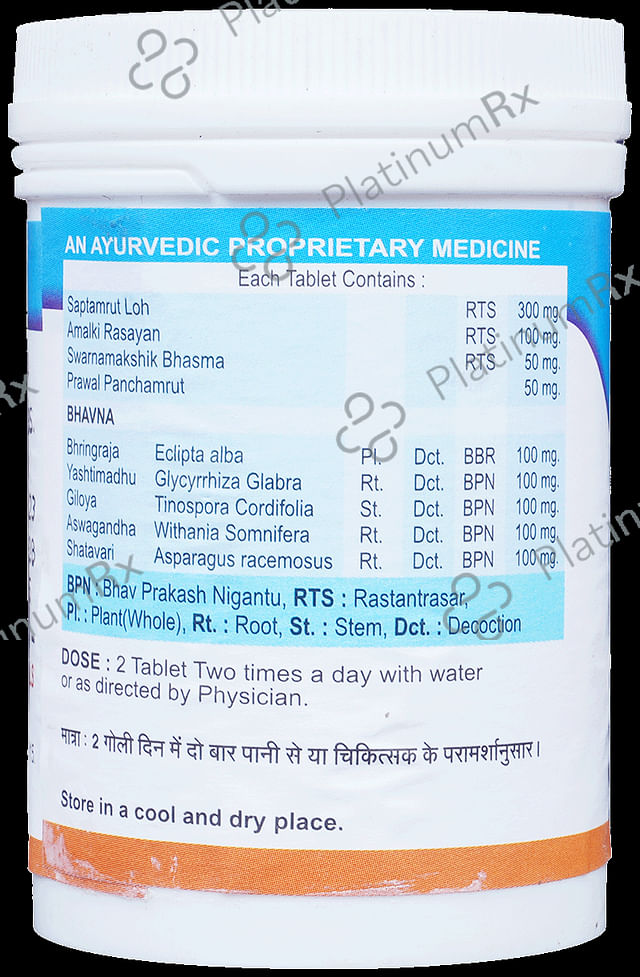 AN AYURVEDIC PROPRIETARY MEDICINE
Each Tablet Contains :
Saptamrut Loh RTS 300 mg.
Amalki Rasayan RTS 100 mg.
Swarnamakshik Bhasma RTS 50 mg.
Prawal Panchamrut 50 mg.
BHAVNA
Bhringraja Eclipta alba Pl. Dct. BBR 100 mg.
Yashtimadhu Glycyrrhiza Glabra Rt. Dct. BPN 100 mg.
Giloya Tinospora Cordifolia St. Dct. BPN 100 mg.
Aswagandha Withania Somnifera Rt. Dct. BPN 100 mg.
Shatavari Asparagus racemosus Rt. Dct. BPN 100 mg.
BPN : Bhav Prakash Nigantu, RTS : Rastantrasar,
Pl. : Plant(Whole), Rt. : Root, St. : Stem, Dct. : Decoction
DOSE : 2 Tablet Two times a day with water
or as directed by Physician.
मात्रा : 2 गोली दिन में दो बार पानी से या चिकित्सक के परामर्शानुसार।
Store in a cool and dry place.
PlatinumRx
PlatinumRx
PlatinumRx